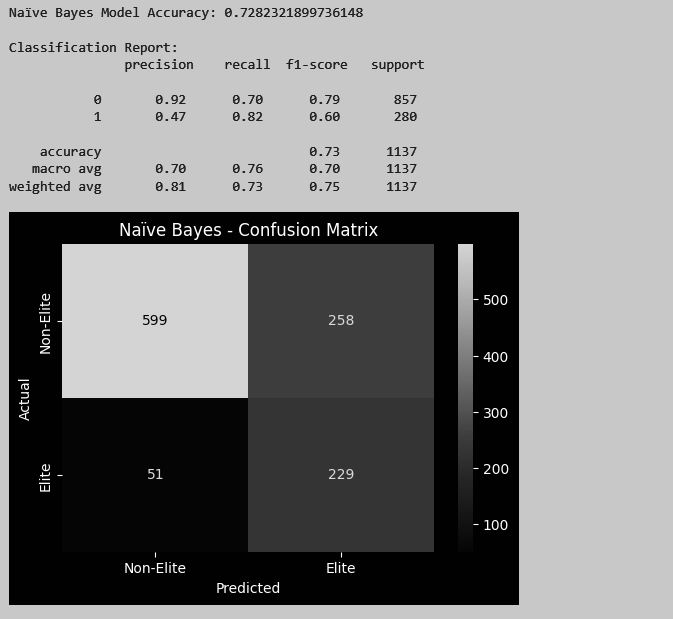 Naïve Bayes Model Accuracy: 0.7282321899736148
Classification Report:
precision recall f1-score support
0 0.92 0.70 0.79 857
1 0.47 0.82 0.60 280
accuracy 0.73 1137
macro avg 0.70 0.76 0.70 1137
weighted avg 0.81 0.73 0.75 1137
Naïve Bayes - Confusion Matrix
Actual
Non-Elite
Elite
599 258
51 229
Non-Elite Elite
Predicted
500
400
300
200
100